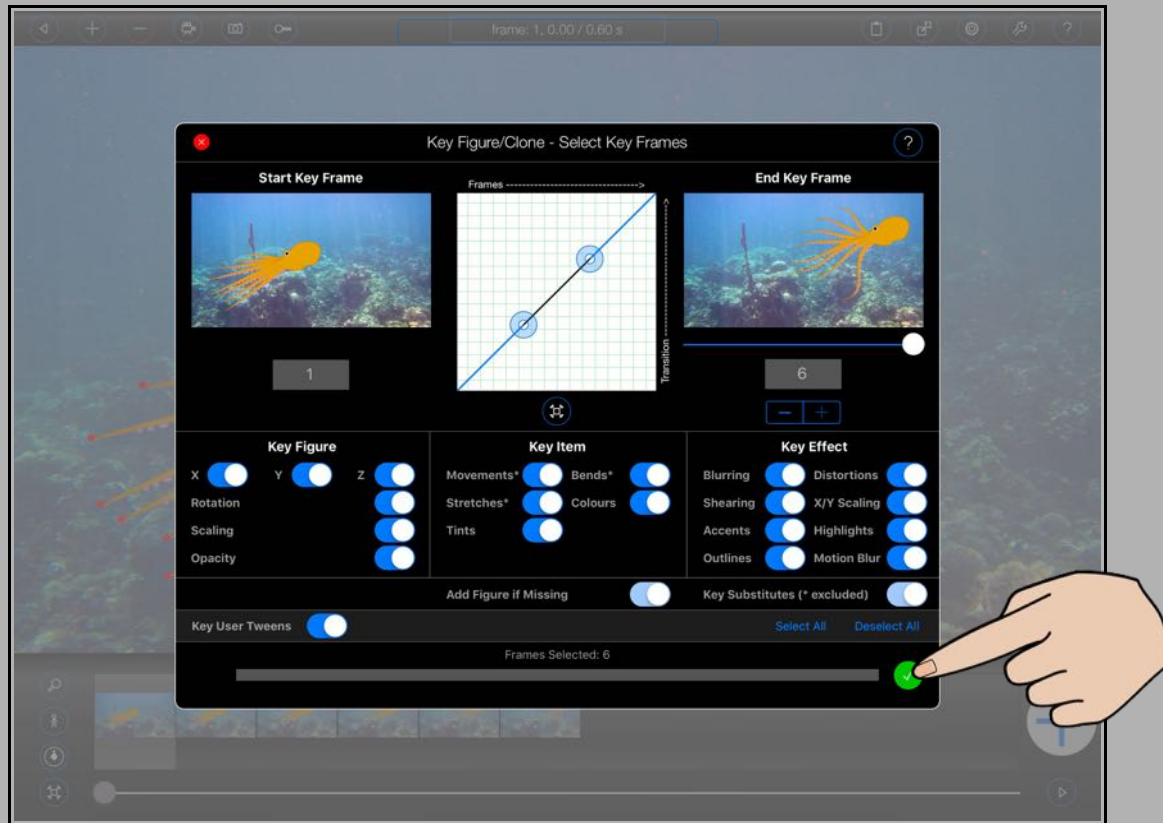 frame: 1, 0.00 / 0.60 s
?
Key Figure/Clone - Select Key Frames
?
Start Key Frame
Frames ---------------------------------->
End Key Frame
Transition ---------------------------------->
1
6
Key Figure
Key Item
Key Effect
X Y Z
Movements* Bends*
Blurring Distortions
Rotation
Stretches* Colours
Shearing X/Y Scaling
Scaling
Tints
Accents Highlights
Opacity
Outlines Motion Blur
Add Figure if Missing
Key Substitutes (* excluded)
Key User Tweens
Select All Deselect All
Frames Selected: 6